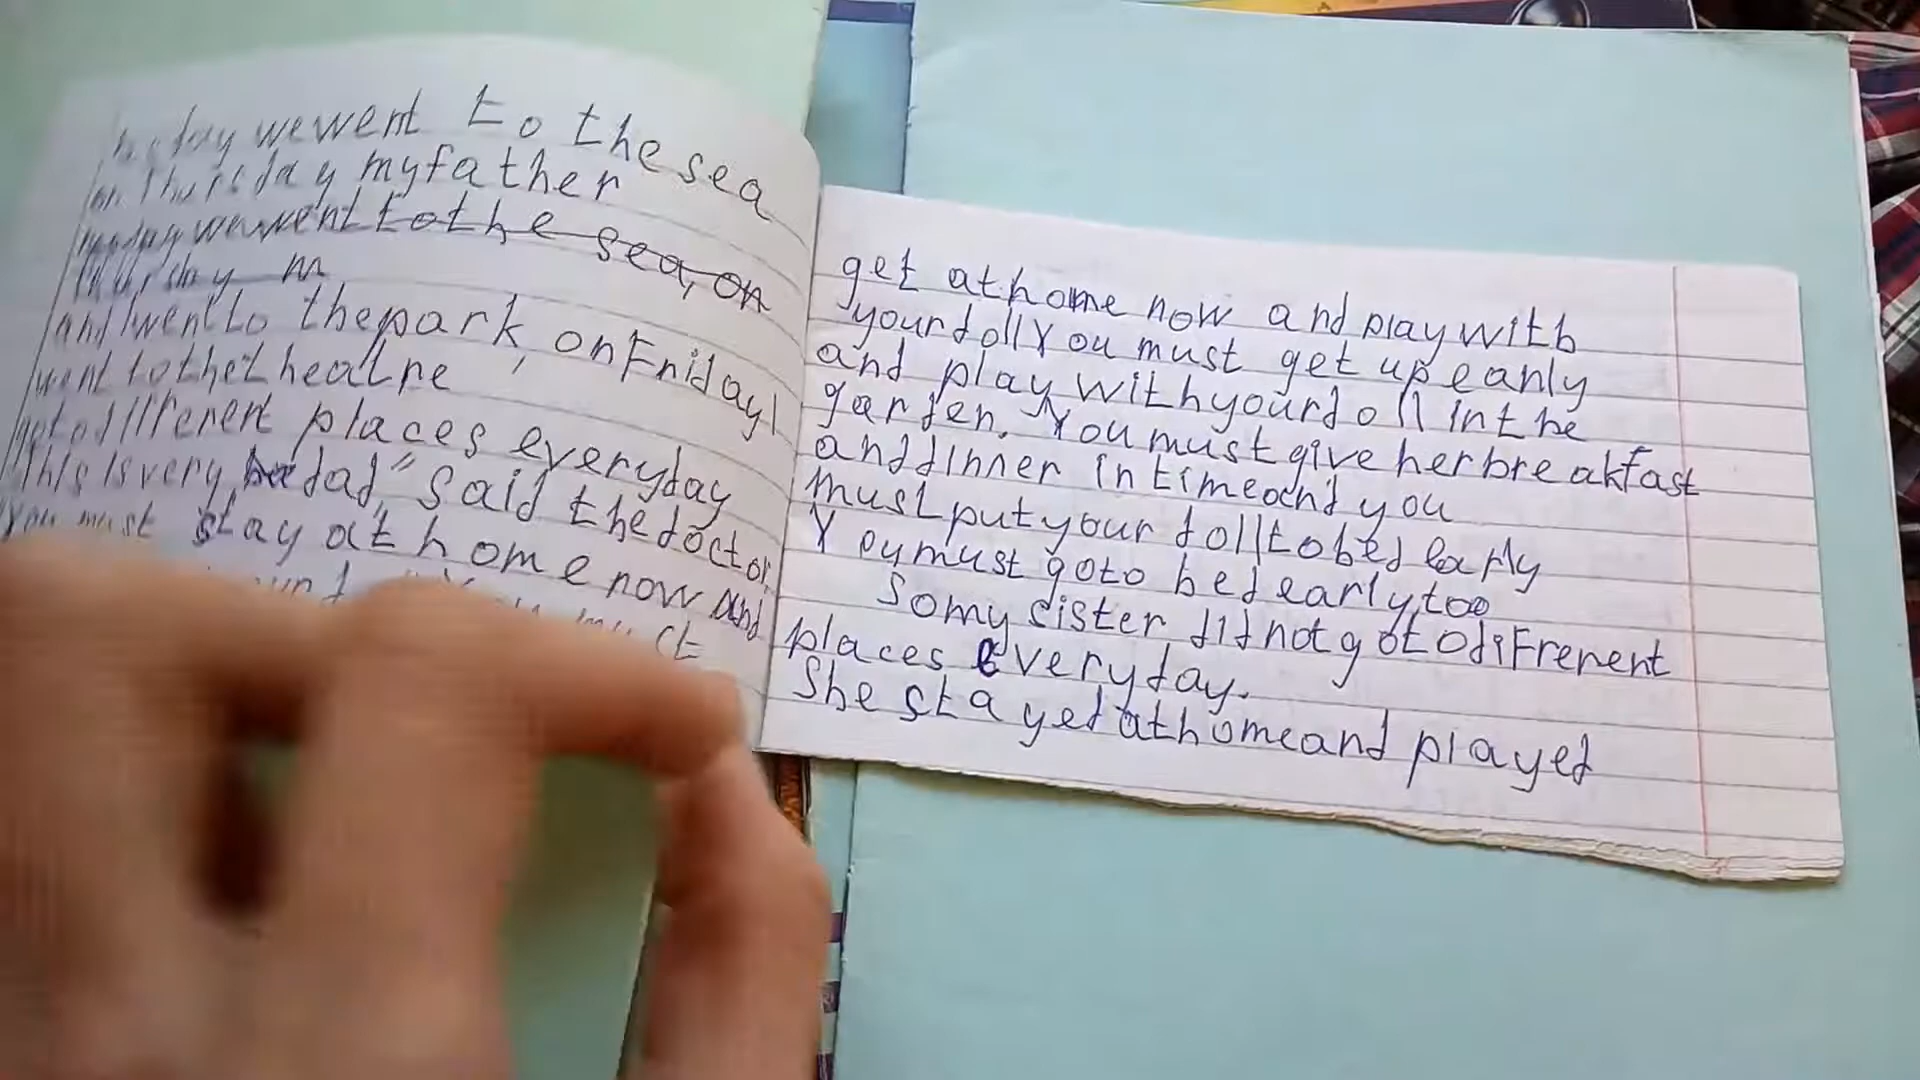 day we went to the sea
on Thursday my father
we went to the sea, on
m
and I went to the park, on Friday I
went to the theatre
got different places everyday
This is very bad," said the doctor
You must stay at home now and
get at home now and play with
your doll You must get up early
and play with your doll in the
garden. You must give her breakfast
and dinner in time and you
must put your doll to bed early
You must go to bed early, too
So my sister did not go to difrenent
places everyday.
She stayed at home and played